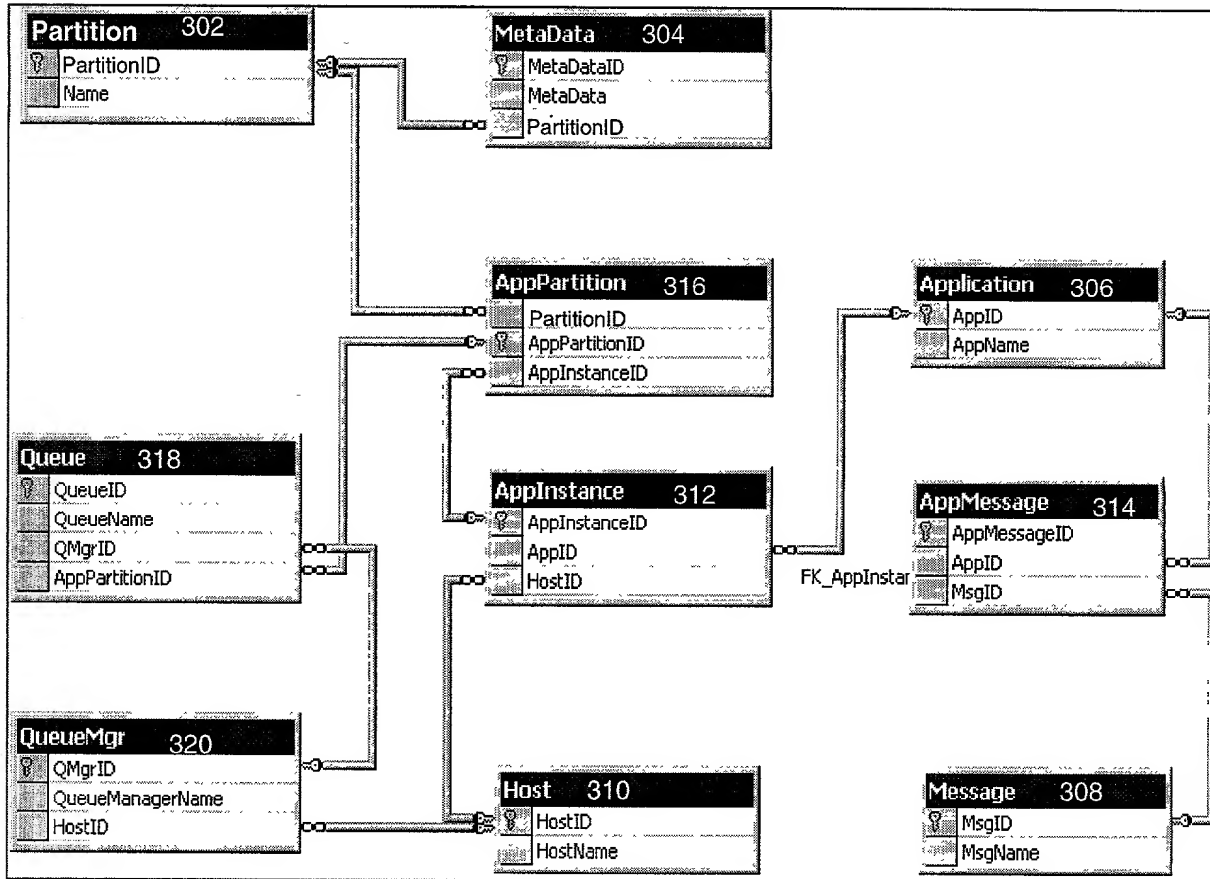 Partition 302
PartitionID
Name
MetaData 304
MetaDataID
MetaData
PartitionID
AppPartition 316
PartitionID
AppPartitionID
AppInstanceID
Application 306
AppID
AppName
Queue 318
QueueID
QueueName
QMgrID
AppPartitionID
AppInstance 312
AppInstanceID
AppID
HostID
FK_AppInstar
AppMessage 314
AppMessageID
AppID
MsgID
QueueMgr 320
QMgrID
QueueManagerName
HostID
Host 310
HostID
HostName
Message 308
MsgID
MsgName